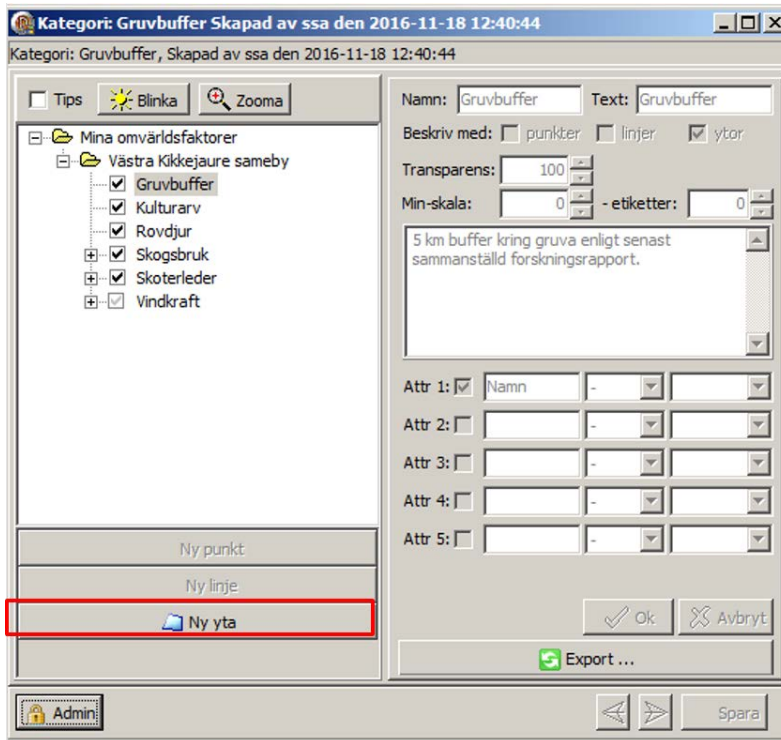 Kategori: Gruvbuffer Skapad av ssa den 2016-11-18 12:40:44
Kategori: Gruvbuffer, Skapad av ssa den 2016-11-18 12:40:44
Tips Blinka Zooma
Mina omvärldsfaktorer
Västra Kikkejaure sameby
Gruvbuffer
Kulturarv
Rovdjur
Skogsbruk
Skoterleder
Vindkraft
Ny punkt
Ny linje
Ny yta
Namn: Gruvbuffer Text: Gruvbuffer
Beskriv med: punkter linjer ytor
Transparens: 100
Min-skala: 0 - etiketter: 0
5 km buffer kring gruva enligt senast
sammanställd forskningsrapport.
Attr 1: Namn -
Attr 2: -
Attr 3: -
Attr 4: -
Attr 5: -
Ok Avbryt
Export ...
Admin Spara